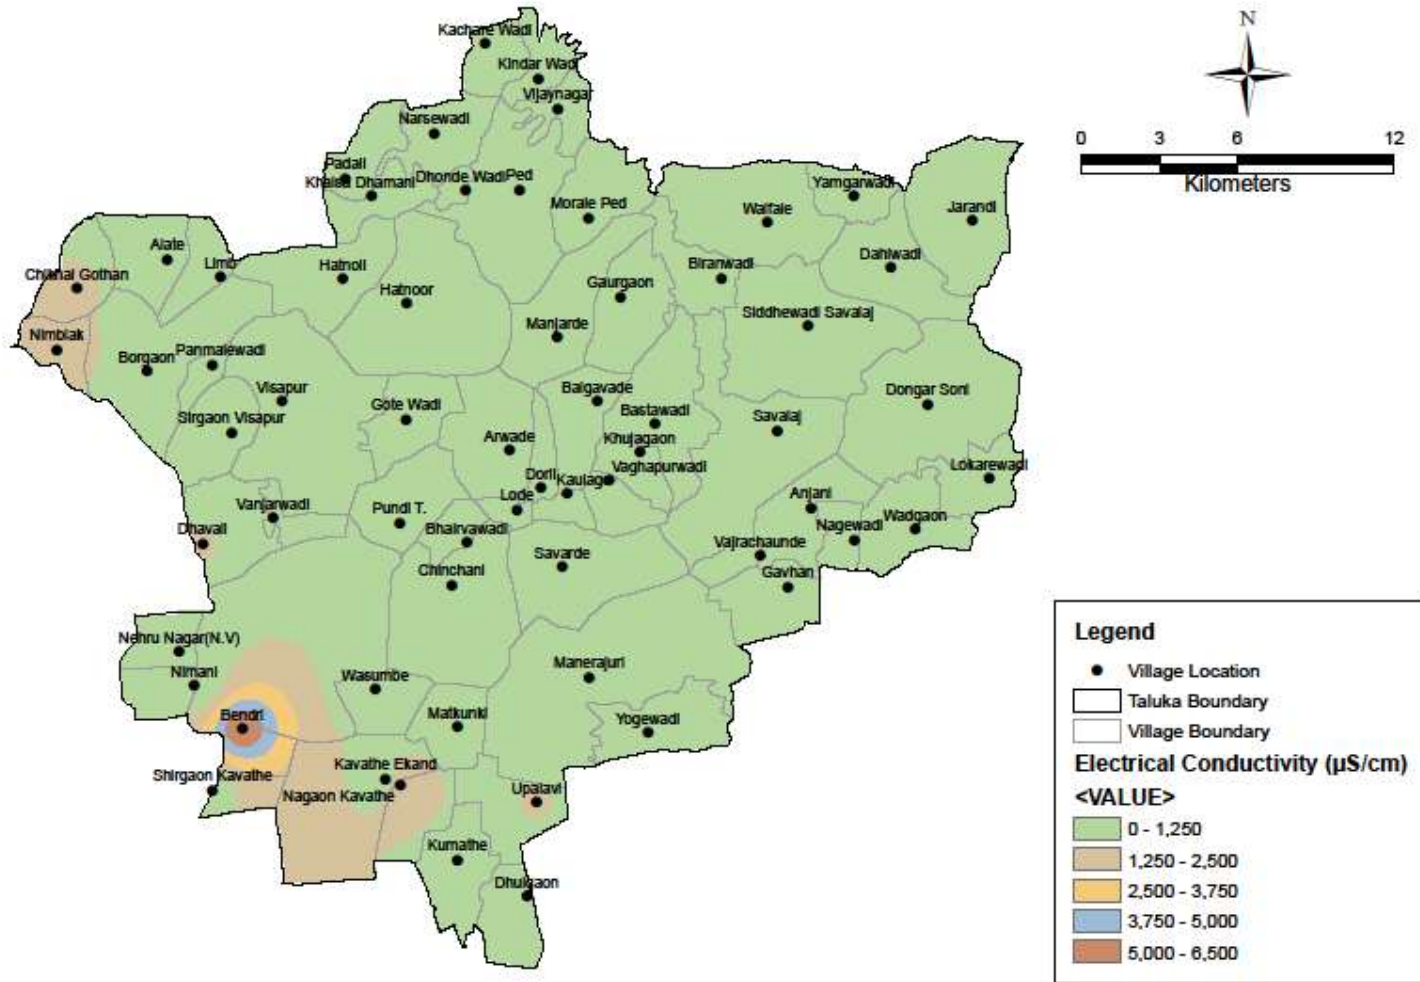 Kachare Wadi
N
Kindar Wadi
Vijaynagar
0 3 6 12
Kilometers
Narsewadi
Padali
Khalsa Dhamani
Dhonde Wadi
Ped
Morale Ped
Yamgarwadi
Waifale
Jarandi
Alate
Limb
Chikhal Gothan
Hatnoli
Hatnoor
Gaurgaon
Biranwadi
Dahiwadi
Siddhewadi Savalaj
Manjarde
Nimblak
Borgaon
Panmalewadi
Visapur
Sirgaon Visapur
Gote Wadi
Balgavade
Bastawadi
Dongar Soni
Savalaj
Arwade
Khujagaon
Vaghapurwadi
Lokarewadi
Dorli
Kaulage
Lode
Anjani
Vanjarwadi
Pundi T.
Dhavali
Bhairvawadi
Nagewadi
Wadgaon
Savarde
Vajrachaunde
Chinchani
Gavhan
Nehru Nagar(N.V)
Nimani
Wasumbe
Manerajuri
Bendri
Matkunki
Yogewadi
Shirgaon Kavathe
Kavathe Ekand
Nagaon Kavathe
Upalavi
Kumathe
Dhulgaon
Legend
Village Location
Taluka Boundary
Village Boundary
Electrical Conductivity (µS/cm)
<VALUE>
0 - 1,250
1,250 - 2,500
2,500 - 3,750
3,750 - 5,000
5,000 - 6,500